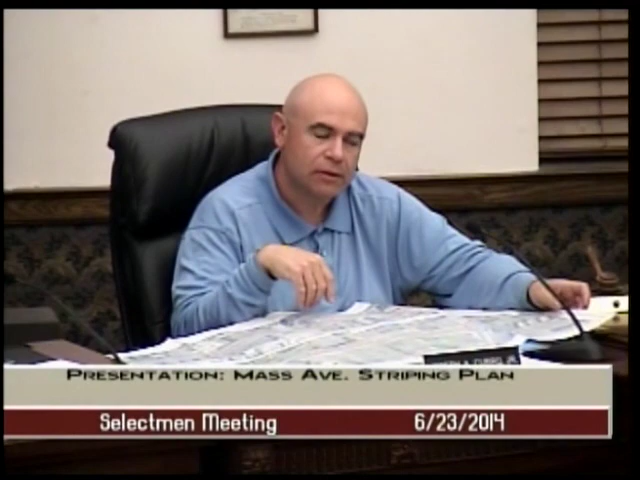 Presentation: Mass Ave. Striping Plan
Selectmen Meeting 6/23/2014